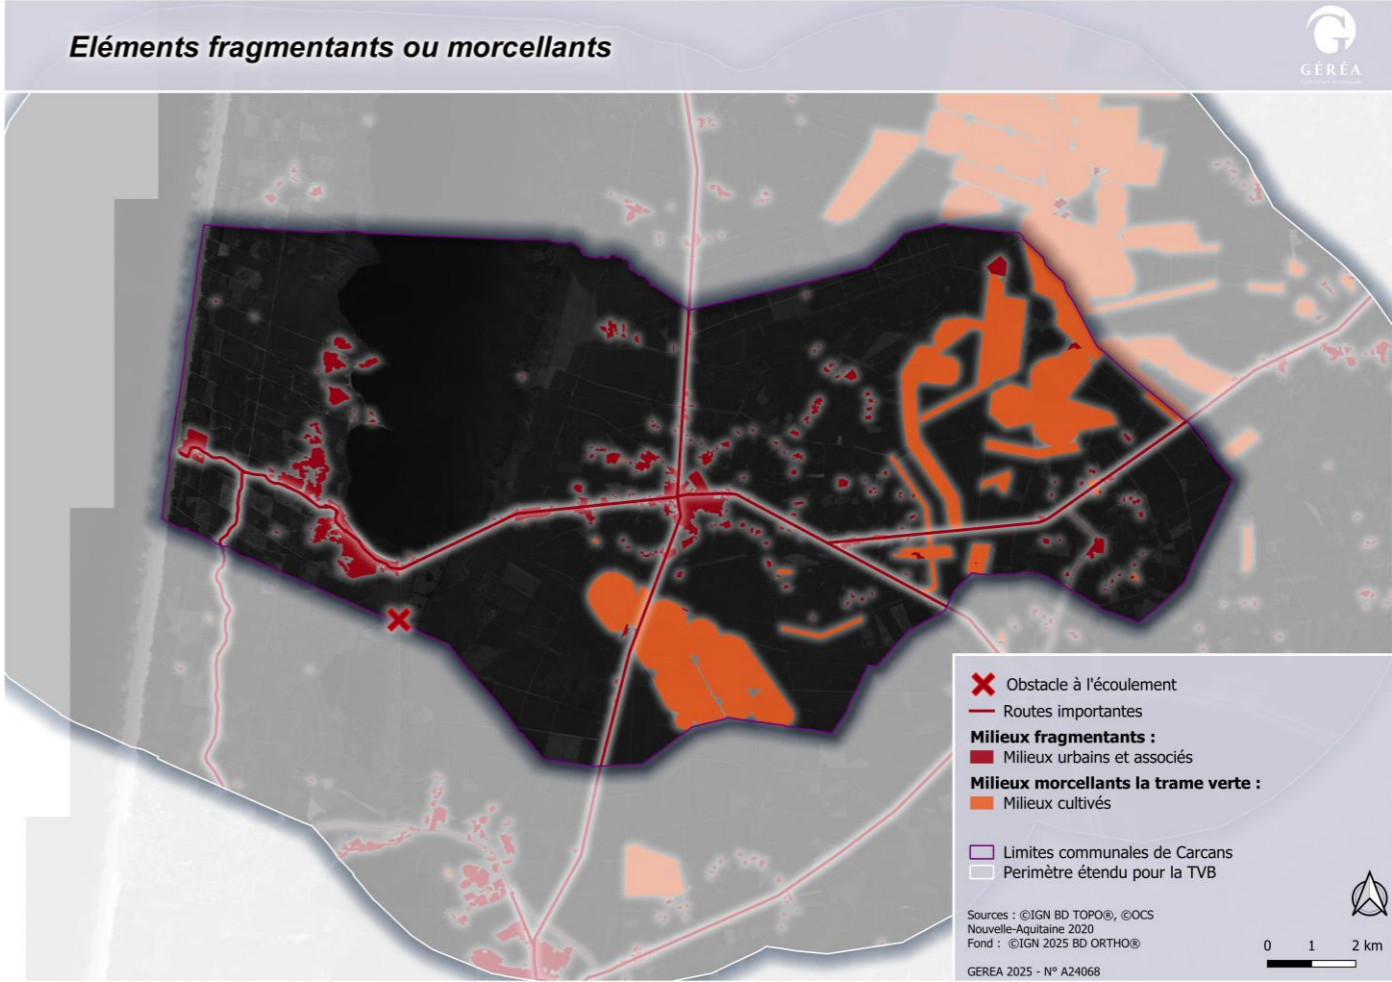 Eléments fragmentants ou morcellants
GÉRÉA
Obstacle à l'écoulement
Routes importantes
Milieux fragmentants :
Milieux urbains et associés
Milieux morcellants la trame verte :
Milieux cultivés
Limites communales de Carcans
Perimètre étendu pour la TVB
Sources : ©IGN BD TOPO®, ©OCS
Nouvelle-Aquitaine 2020
Fond : ©IGN 2025 BD ORTHO®
GEREA 2025 - N° A24068
0 1 2 km